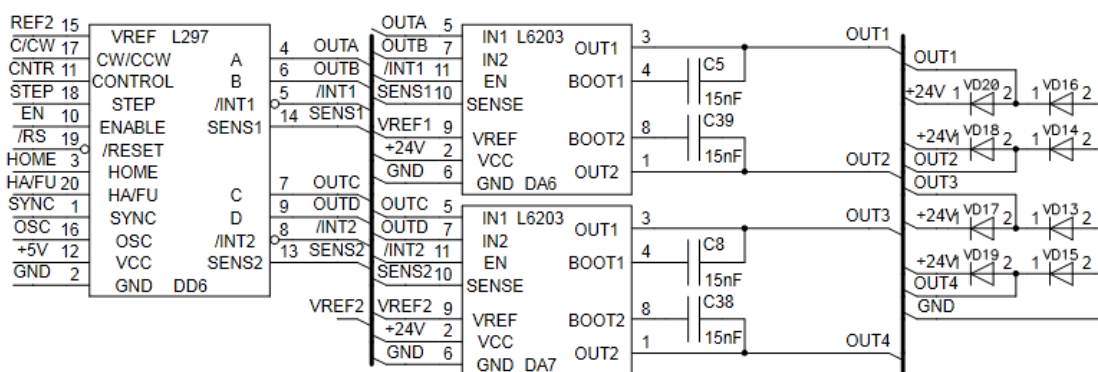 REF2 15 VREF L297
C/CW 17 CW/CCW A 4 OUTA
CNTR 11 CONTROL B 6 OUTB
STEP 18 STEP /INT1 5 /INT1
EN 10 ENABLE SENS1 14 SENS1
/RS 19 /RESET
HOME 3 HOME
HA/FU 20 HA/FU C 7 OUTC
SYNC 1 SYNC D 9 OUTD
OSC 16 OSC /INT2 8 /INT2
+5V 12 VCC SENS2 13 SENS2
GND 2 GND DD6
VREF2
OUTA 5 IN1 L6203 OUT1 3 OUT1
OUTB 7 IN2
/INT1 11 EN BOOT1 4 C5
SENS1 10 SENSE 15nF
VREF1 9 VREF BOOT2 8 C39
+24V 2 VCC 15nF
GND 6 GND DA6 OUT2 1 OUT2
OUTC 5 IN1 L6203 OUT1 3 OUT3
OUTD 7 IN2
/INT2 11 EN BOOT1 4 C8
SENS2 10 SENSE 15nF
VREF2 9 VREF BOOT2 8 C38
+24V 2 VCC 15nF
GND 6 GND DA7 OUT2 1 OUT4
OUT1
+24V 1 VD20 2 1 VD16 2
+24V 1 VD18 2 1 VD14 2
OUT2
OUT3
+24V 1 VD17 2 1 VD13 2
+24V 1 VD19 2 1 VD15 2
OUT4
GND